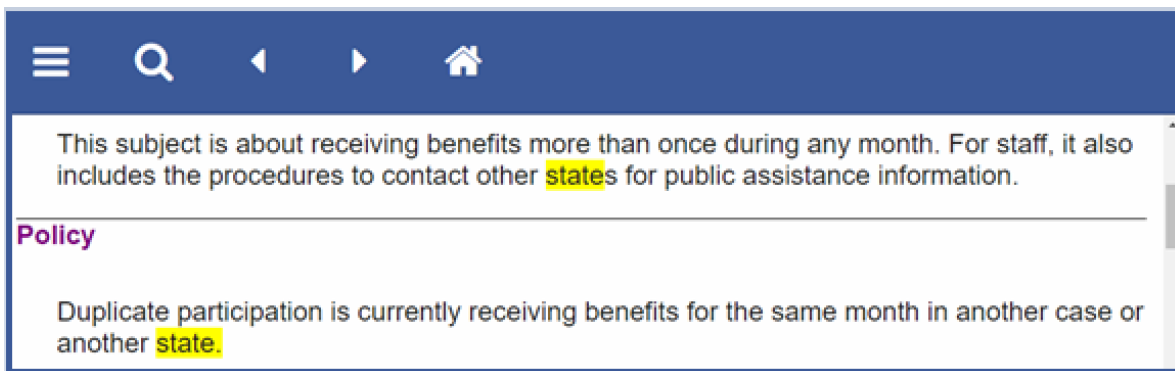 This subject is about receiving benefits more than once during any month. For staff, it also
includes the procedures to contact other states for public assistance information.
Policy
Duplicate participation is currently receiving benefits for the same month in another case or
another state.